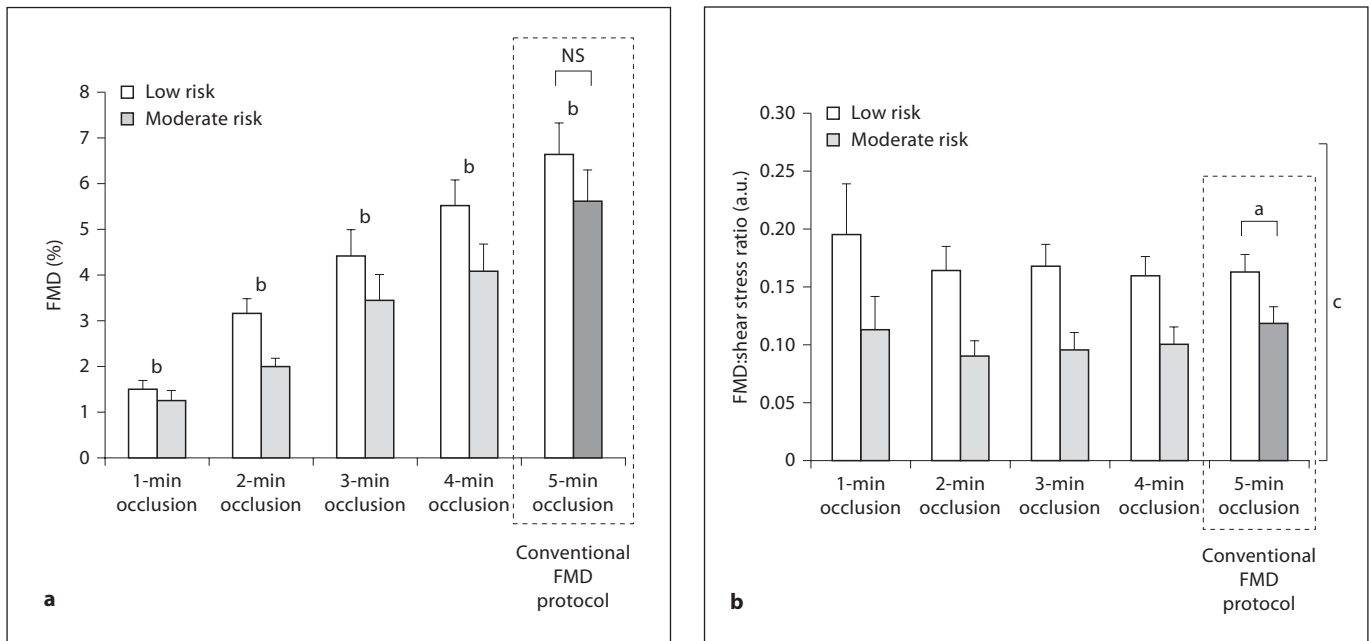 NS
8
Low risk
b
Moderate risk
7
b
6
b
5
b
FMD (%)
4
3
b
2
1
0
1-min
occlusion
2-min
occlusion
3-min
occlusion
4-min
occlusion
5-min
occlusion
Conventional
FMD
protocol
a
0.30
Low risk
Moderate risk
0.25
0.20
a
FMD:shear stress ratio (a.u.)
0.15
c
0.10
0.05
0
1-min
occlusion
2-min
occlusion
3-min
occlusion
4-min
occlusion
5-min
occlusion
Conventional
FMD
protocol
b